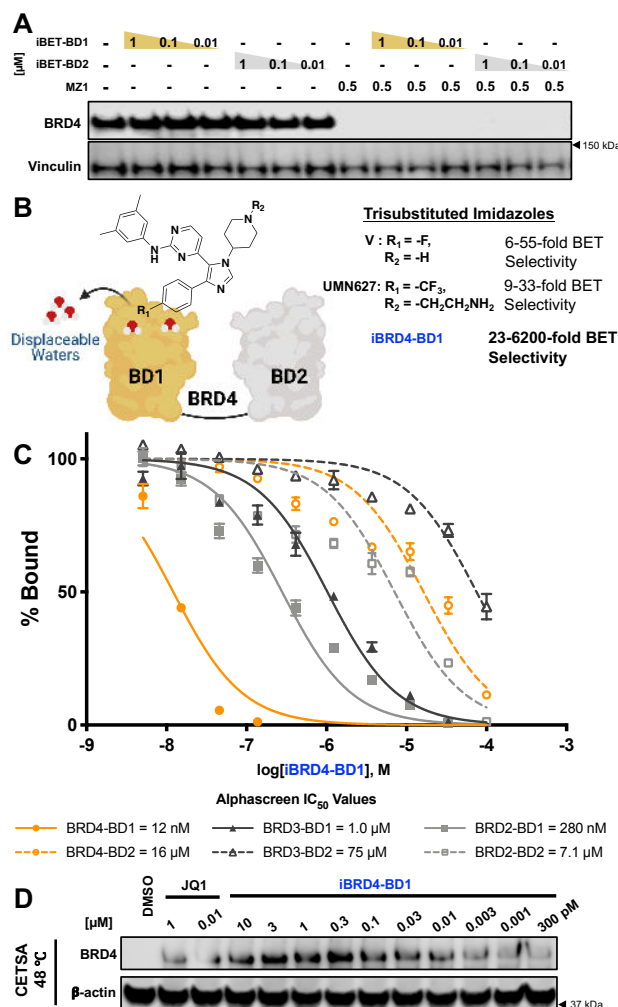 A
iBET-BD1 - 1 0.1 0.01 - - - - 1 0.1 0.01 - - -
[µM]
iBET-BD2 - - - - 1 0.1 0.01 - - - - 1 0.1 0.01
MZ1 - - - - - - - 0.5 0.5 0.5 0.5 0.5 0.5 0.5
BRD4
150 kDa
Vinculin
B
R2
N
N
N
N
H
N
N
R1
Displaceable
Waters
BD1
BRD4
BD2
Trisubstituted Imidazoles
V : R1 = -F,
R2 = -H
6-55-fold BET
Selectivity
UMN627: R1 = -CF3,
R2 = -CH2CH2NH2
9-33-fold BET
Selectivity
iBRD4-BD1
23-6200-fold BET
Selectivity
C
100
50
0
% Bound
-9 -8 -7 -6 -5 -4 -3
log[iBRD4-BD1], M
Alphascreen IC50 Values
BRD4-BD1 = 12 nM BRD3-BD1 = 1.0 µM BRD2-BD1 = 280 nM
BRD4-BD2 = 16 µM BRD3-BD2 = 75 µM BRD2-BD2 = 7.1 µM
D
DMSO
JQ1
iBRD4-BD1
[µM] 1 0.01 10 3 1 0.3 0.1 0.03 0.01 0.003 0.001 300 pM
CETSA
48 ºC
BRD4
β-actin
37 kDa